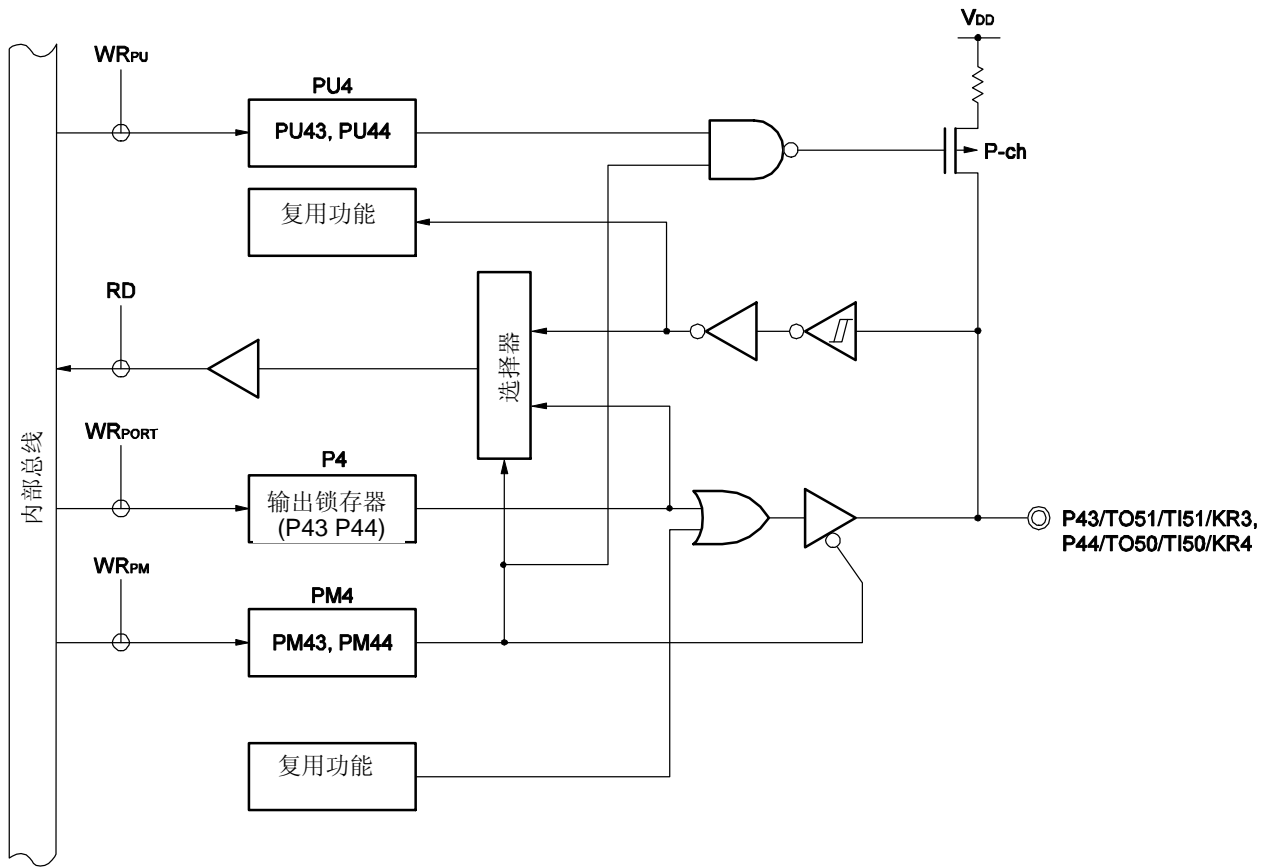 VDD
WRPU
PU4
PU43, PU44
P-ch
复用功能
RD
选择器
WRPORT
P4
输出锁存器
(P43 P44)
内部总线
P43/TO51/TI51/KR3,
P44/TO50/TI50/KR4
WRPM
PM4
PM43, PM44
复用功能